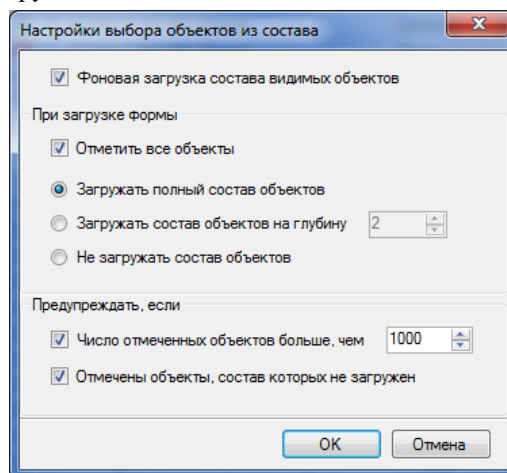 Настройки выбора объектов из состава
Фоновая загрузка состава видимых объектов
При загрузке формы
Отметить все объекты
Загружать полный состав объектов
Загружать состав объектов на глубину 2
Не загружать состав объектов
Предупреждать, если
Число отмеченных объектов больше, чем 1000
Отмечены объекты, состав которых не загружен
OK Отмена